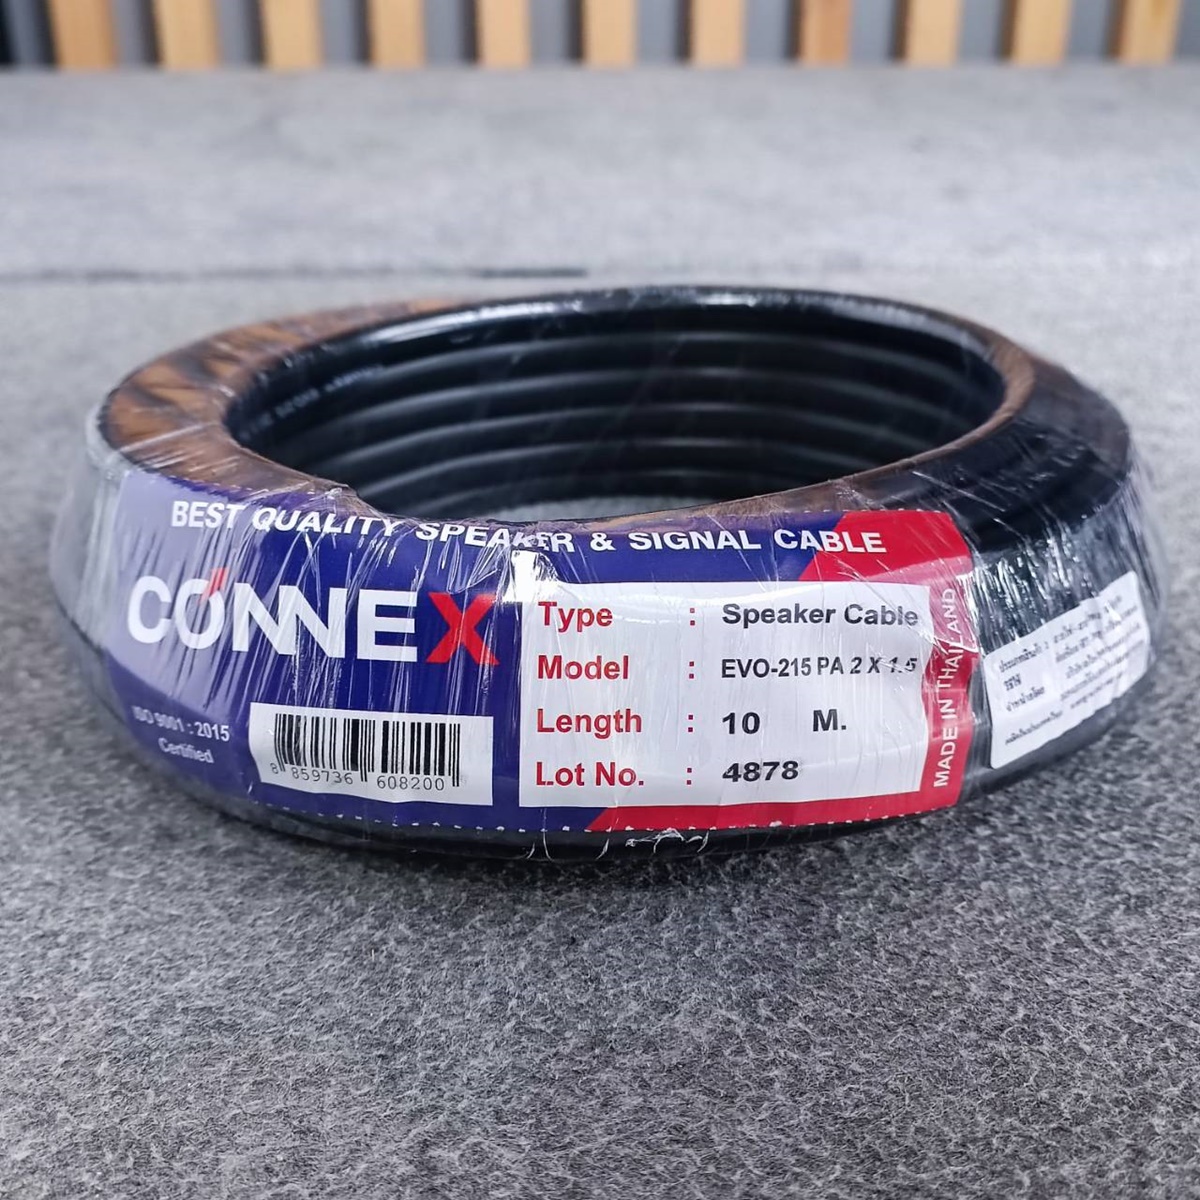 BEST QUALITY SPEAKER & SIGNAL CABLE
CONNEX
Type : Speaker Cable
Model : EVO-215 PA 2 X 1.5
Length : 10 M.
Lot No. : 4878
ISO 9001 : 2015
Certified
8 859736 608200
MADE IN THAILAND